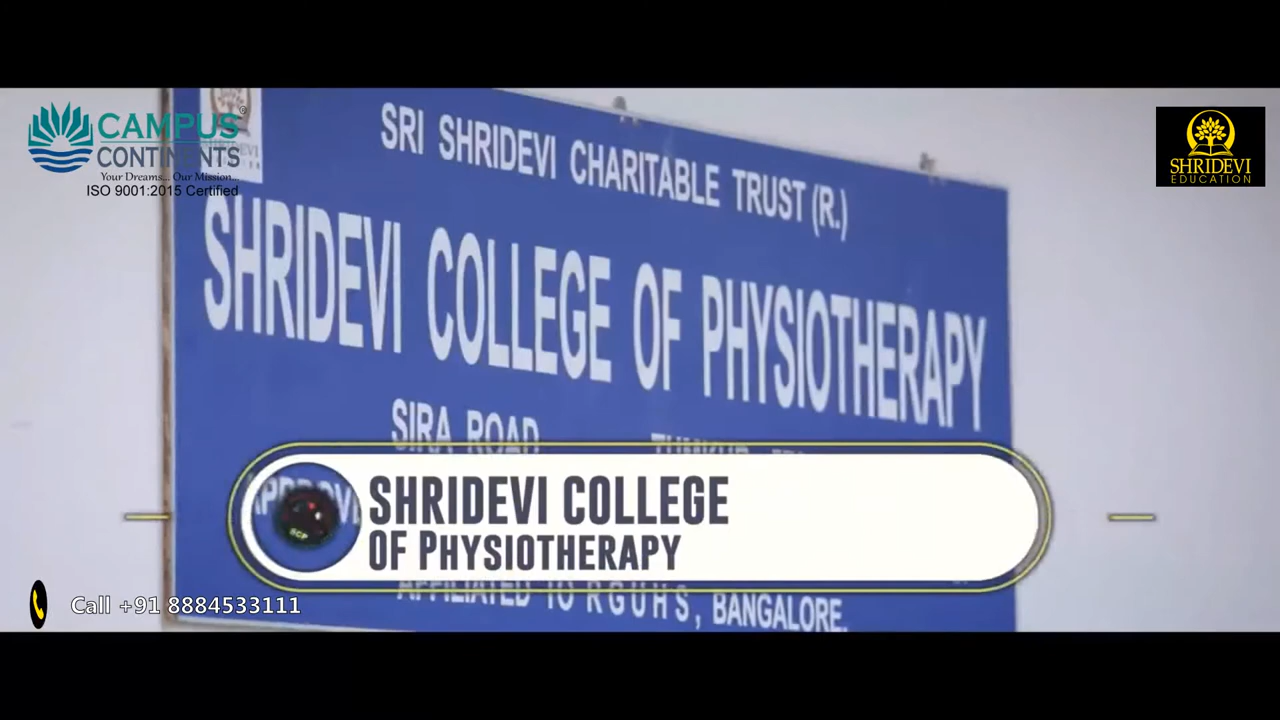 CAMPUS
CONTINENTS
Your Dreams... Our Mission...
ISO 9001:2015 Certified
SHRIDEVI
EDUCATION
SRI SHRIDEVI CHARITABLE TRUST (R.)
SHRIDEVI COLLEGE OF PHYSIOTHERAPY
SIRA ROAD
SHRIDEVI COLLEGE
OF PHYSIOTHERAPY
AFFILIATED TO R G U H S , BANGALORE.
Call +91 8884533111